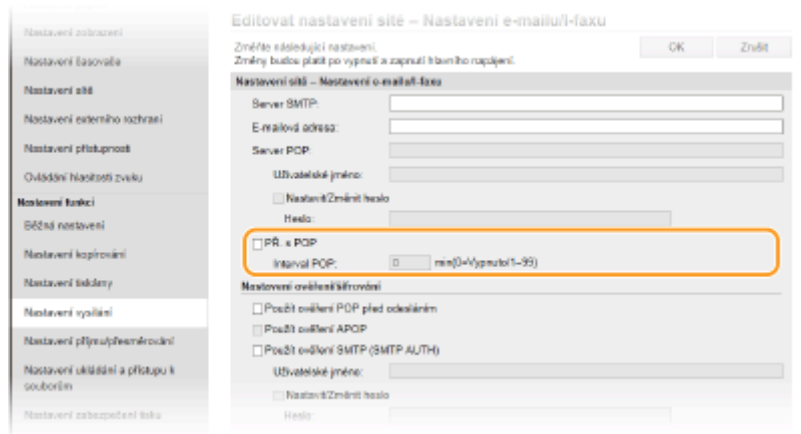 Editovat nastavení sítě – Nastavení e-mailu/I-faxu
Nastavení zobrazení
Změňte následující nastavení.
OK
Zrušit
Změny budou platit po vypnutí a zapnutí hlavního napájení.
Nastavení časovače
Nastavení sítě
Nastavení externího rozhraní
Nastavení přístupnosti
Ovládání hlasitosti zvuku
Nastavení funkcí
Běžná nastavení
Nastavení kopírování
Nastavení tiskárny
Nastavení vysílání
Nastavení příjmu/přesměrování
Nastavení ukládání a přístupu k
souborům
Nastavení zabezpečení tisku
Nastavení sítě – Nastavení e-mailu/I-faxu
Server SMTP:
E-mailová adresa:
Server POP:
Uživatelské jméno:
Nastavit/Změnit heslo
Heslo:
PŘ. s POP
Interval POP:
0
min(0=Vypnuto/1–99)
Nastavení ověření/šifrování
Použít ověření POP před odesláním
Použít ověření APOP
Použít ověření SMTP (SMTP AUTH)
Uživatelské jméno:
Nastavit/Změnit heslo
Heslo: